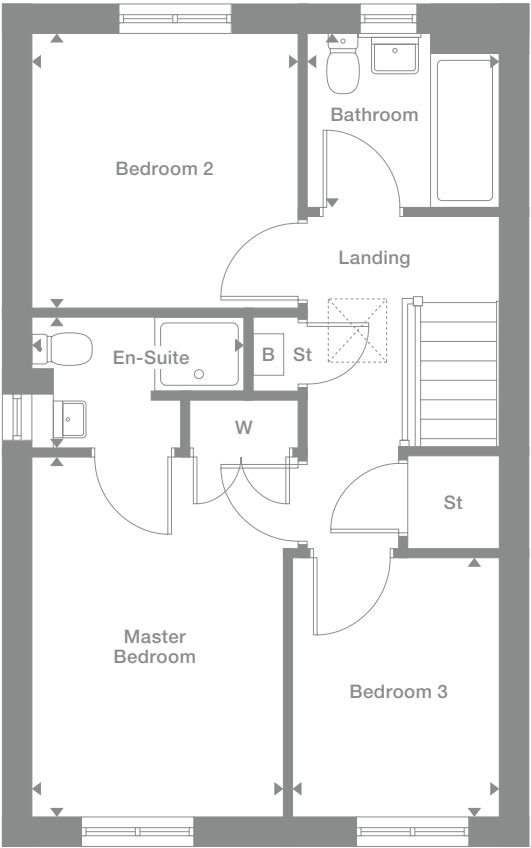 Bathroom
Bedroom 2
Landing
En-Suite
B
St
W
St
Master
Bedroom
Bedroom 3